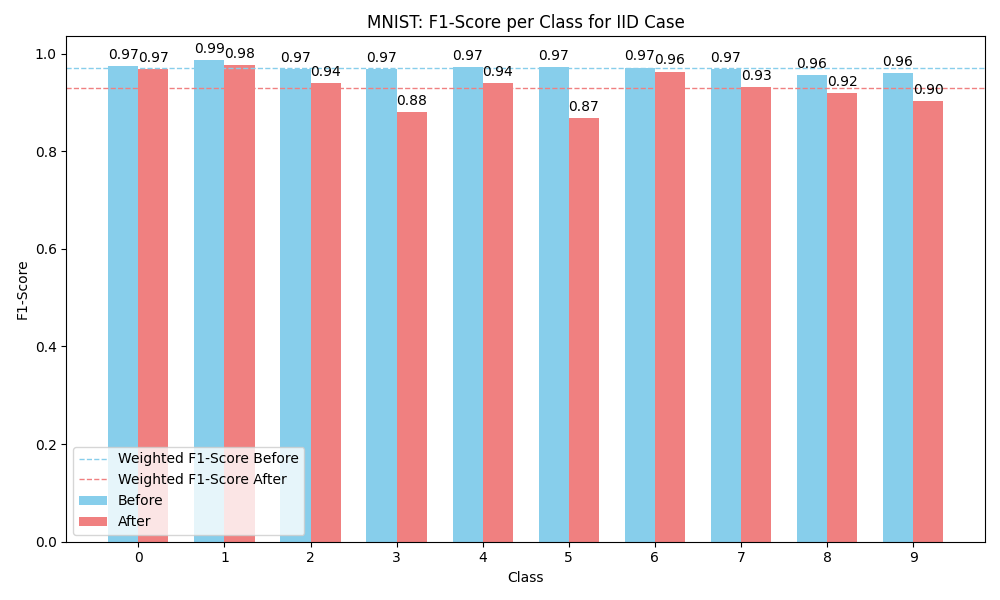 MNIST: F1-Score per Class for IID Case
1.0
0.8
0.6
0.4
0.2
0.0
F1-Score
0.97 0.97 0.99 0.98 0.97 0.94 0.97 0.88 0.97 0.94 0.97 0.87 0.97 0.96 0.97 0.93 0.96 0.92 0.96 0.90
Weighted F1-Score Before
Weighted F1-Score After
Before
After
0 1 2 3 4 5 6 7 8 9
Class